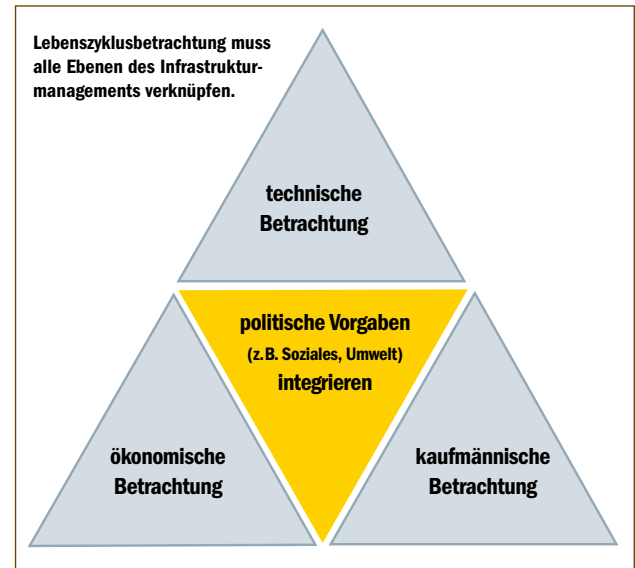 Lebenszyklusbetrachtung muss
alle Ebenen des Infrastruktur-
managements verknüpfen.
technische
Betrachtung
politische Vorgaben
(z.B. Soziales, Umwelt)
integrieren
ökonomische
Betrachtung
kaufmännische
Betrachtung